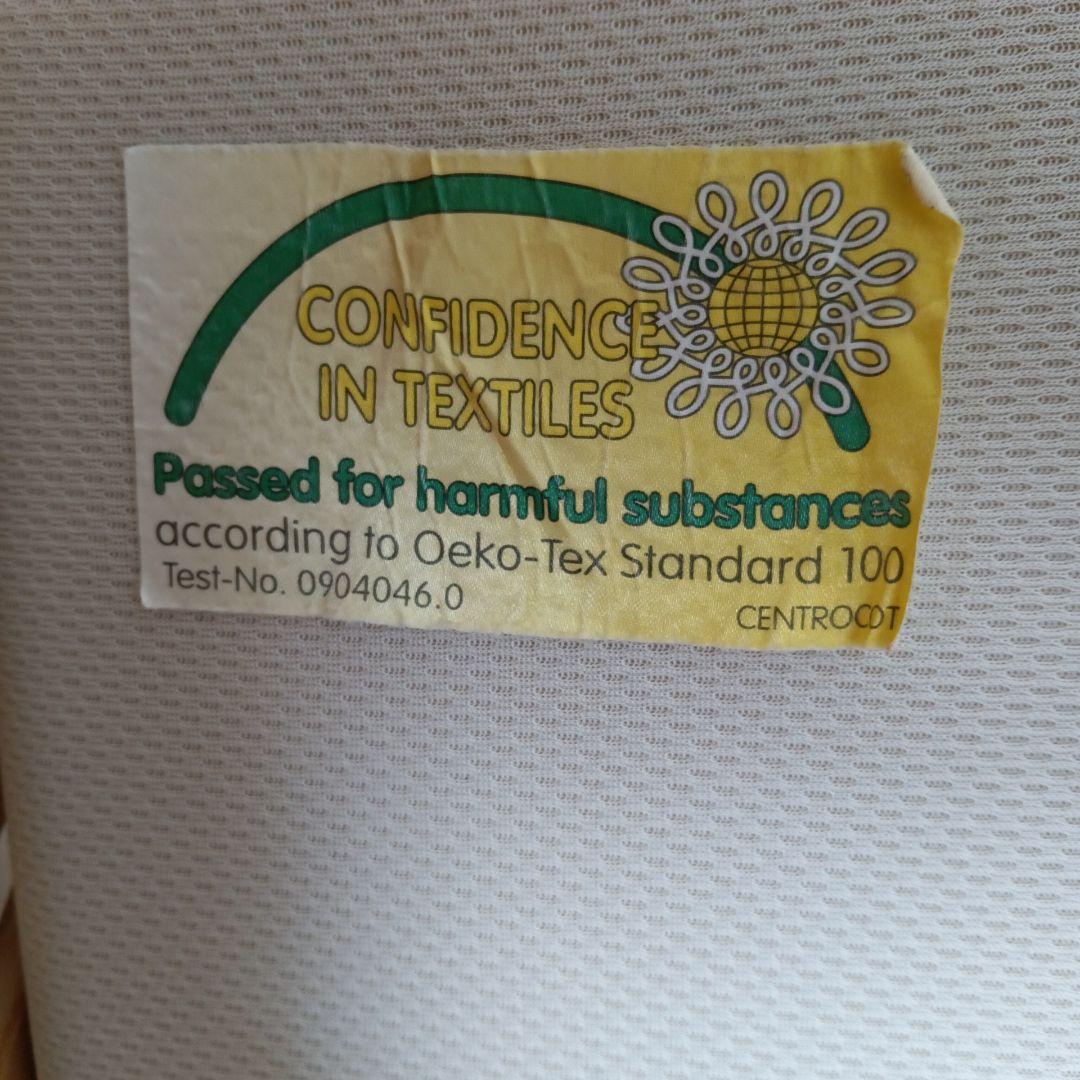 CONFIDENCE
IN TEXTILES
Passed for harmful substances
according to Oeko-Tex Standard 100
Test-No. 0904046.0
CENTROCOT